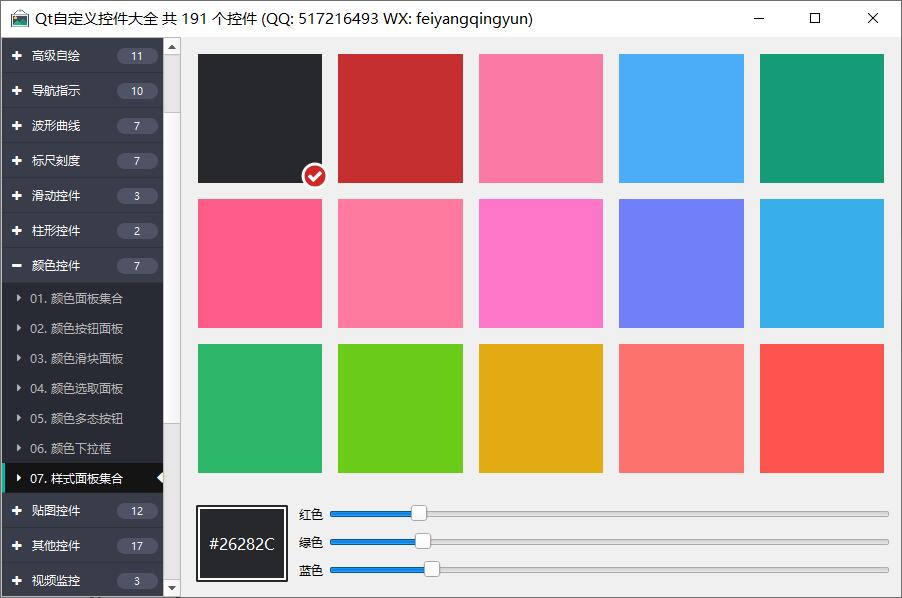 Qt自定义控件大全 共 191 个控件 (QQ: 517216493 WX: feiyangqingyun)
高级自绘 11
导航指示 10
波形曲线 7
标尺刻度 7
滑动控件 3
柱形控件 2
颜色控件 7
01. 颜色面板集合
02. 颜色按钮面板
03. 颜色滑块面板
04. 颜色选取面板
05. 颜色多态按钮
06. 颜色下拉框
07. 样式面板集合
贴图控件 12
其他控件 17
视频监控 3
#26282C
红色
绿色
蓝色